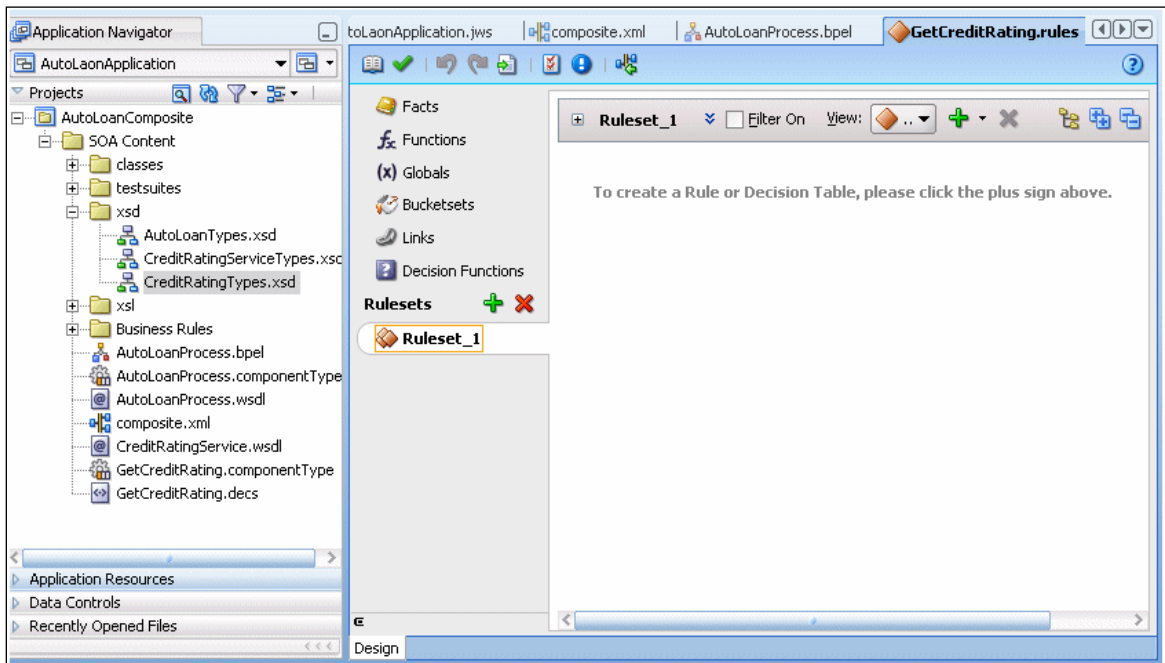 Application Navigator
toLaonApplication.jws
composite.xml
AutoLoanProcess.bpel
GetCreditRating.rules
AutoLaonApplication
Projects
AutoLoanComposite
SOA Content
classes
testsuites
xsd
AutoLoanTypes.xsd
CreditRatingServiceTypes.xsd
CreditRatingTypes.xsd
xsl
Business Rules
AutoLoanProcess.bpel
AutoLoanProcess.componentType
AutoLoanProcess.wsdl
composite.xml
CreditRatingService.wsdl
GetCreditRating.componentType
GetCreditRating.decs
Application Resources
Data Controls
Recently Opened Files
Facts
fx Functions
(x) Globals
Bucketsets
Links
Decision Functions
Rulesets
Ruleset_1
Ruleset_1
Filter On
View:
..
To create a Rule or Decision Table, please click the plus sign above.
Design